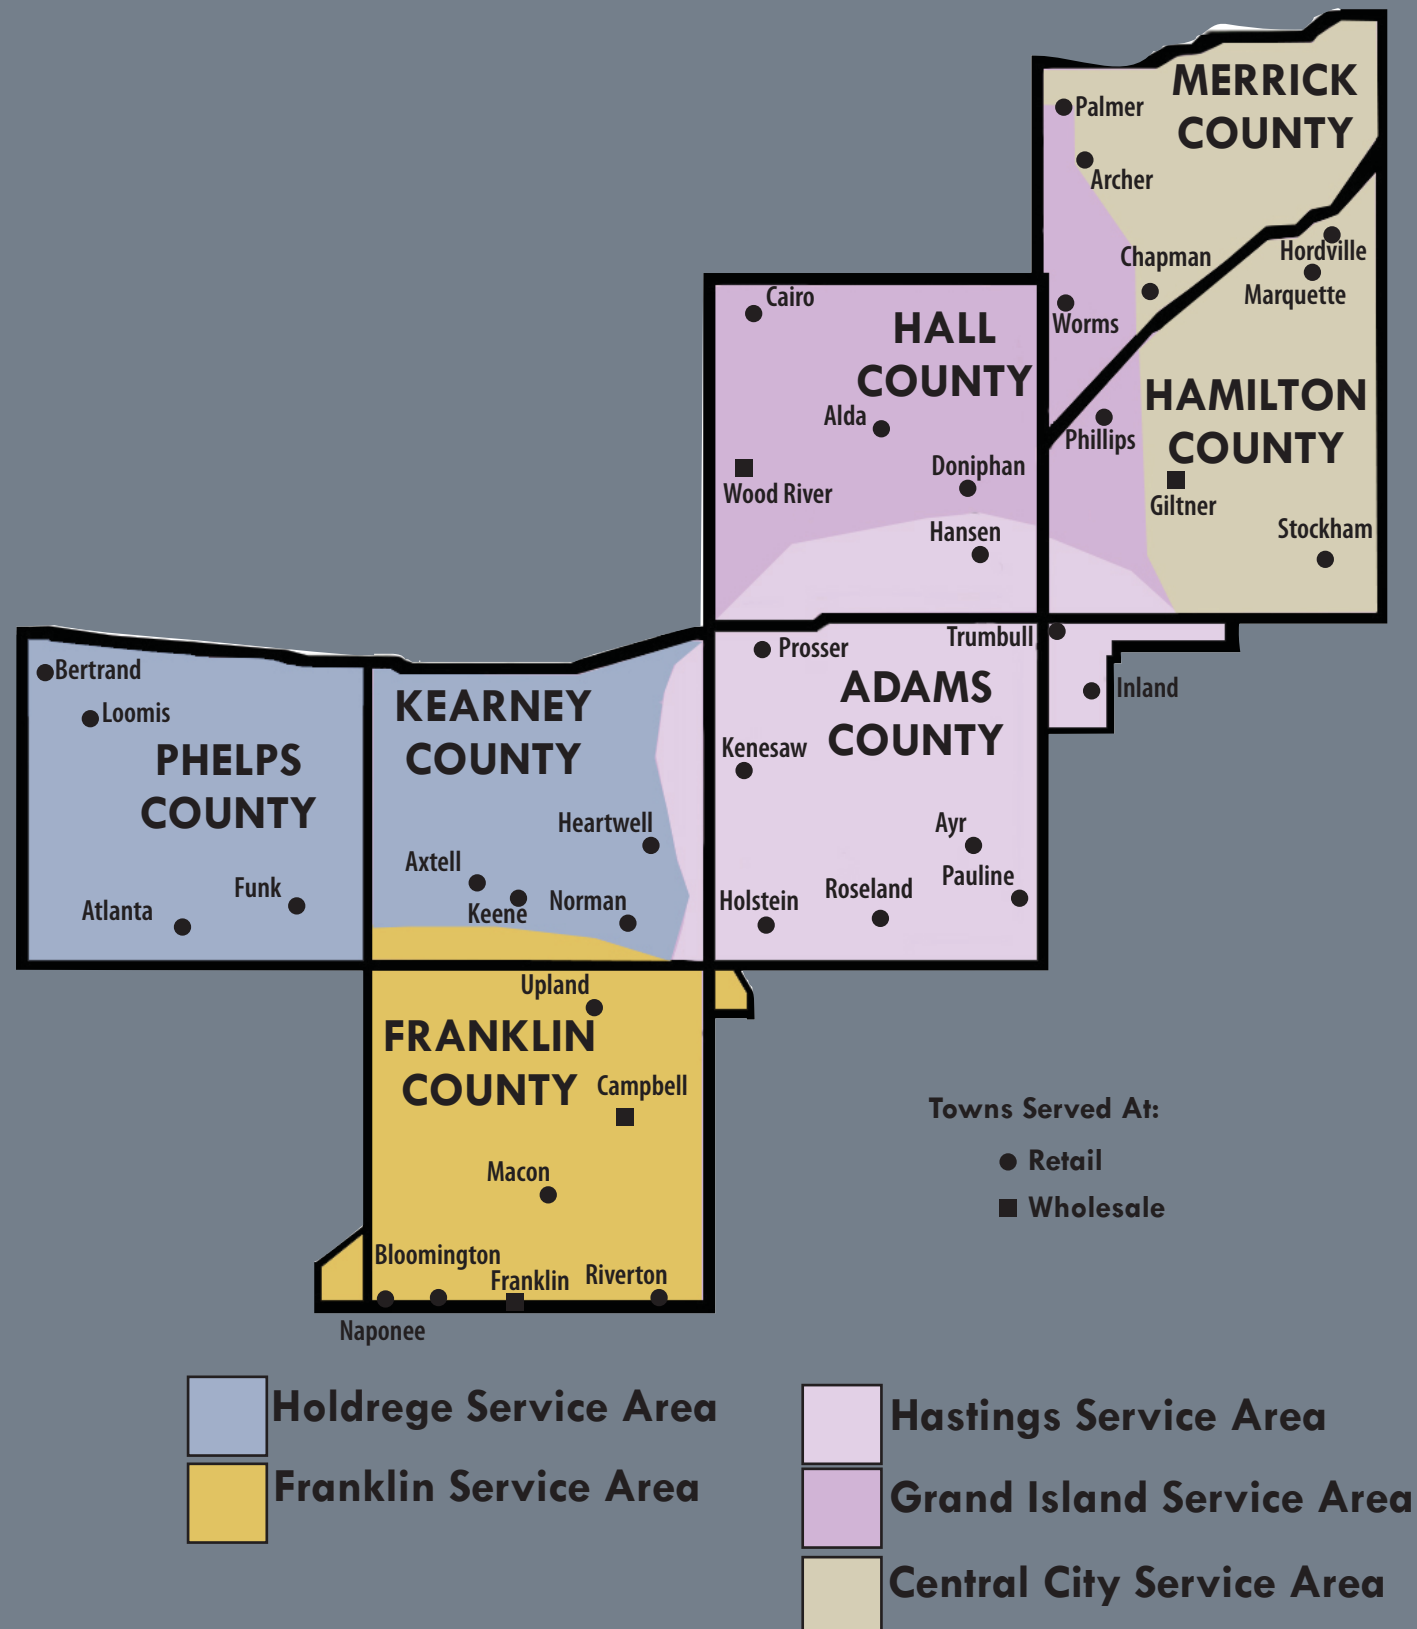 MERRICK
COUNTY
Palmer
Archer
Chapman
Hordville
Marquette
Worms
Cairo
HALL
COUNTY
Alda
Wood River
Doniphan
Hansen
HAMILTON
COUNTY
Phillips
Giltner
Stockham
Trumbull
Inland
Prosser
ADAMS
COUNTY
Kenesaw
Ayr
Pauline
Roseland
Holstein
Bertrand
Loomis
PHELPS
COUNTY
Funk
Atlanta
KEARNEY
COUNTY
Heartwell
Axtell
Keene
Norman
Upland
FRANKLIN
COUNTY
Campbell
Macon
Bloomington
Franklin
Riverton
Naponee
Towns Served At:
Retail
Wholesale
Holdrege Service Area
Franklin Service Area
Hastings Service Area
Grand Island Service Area
Central City Service Area